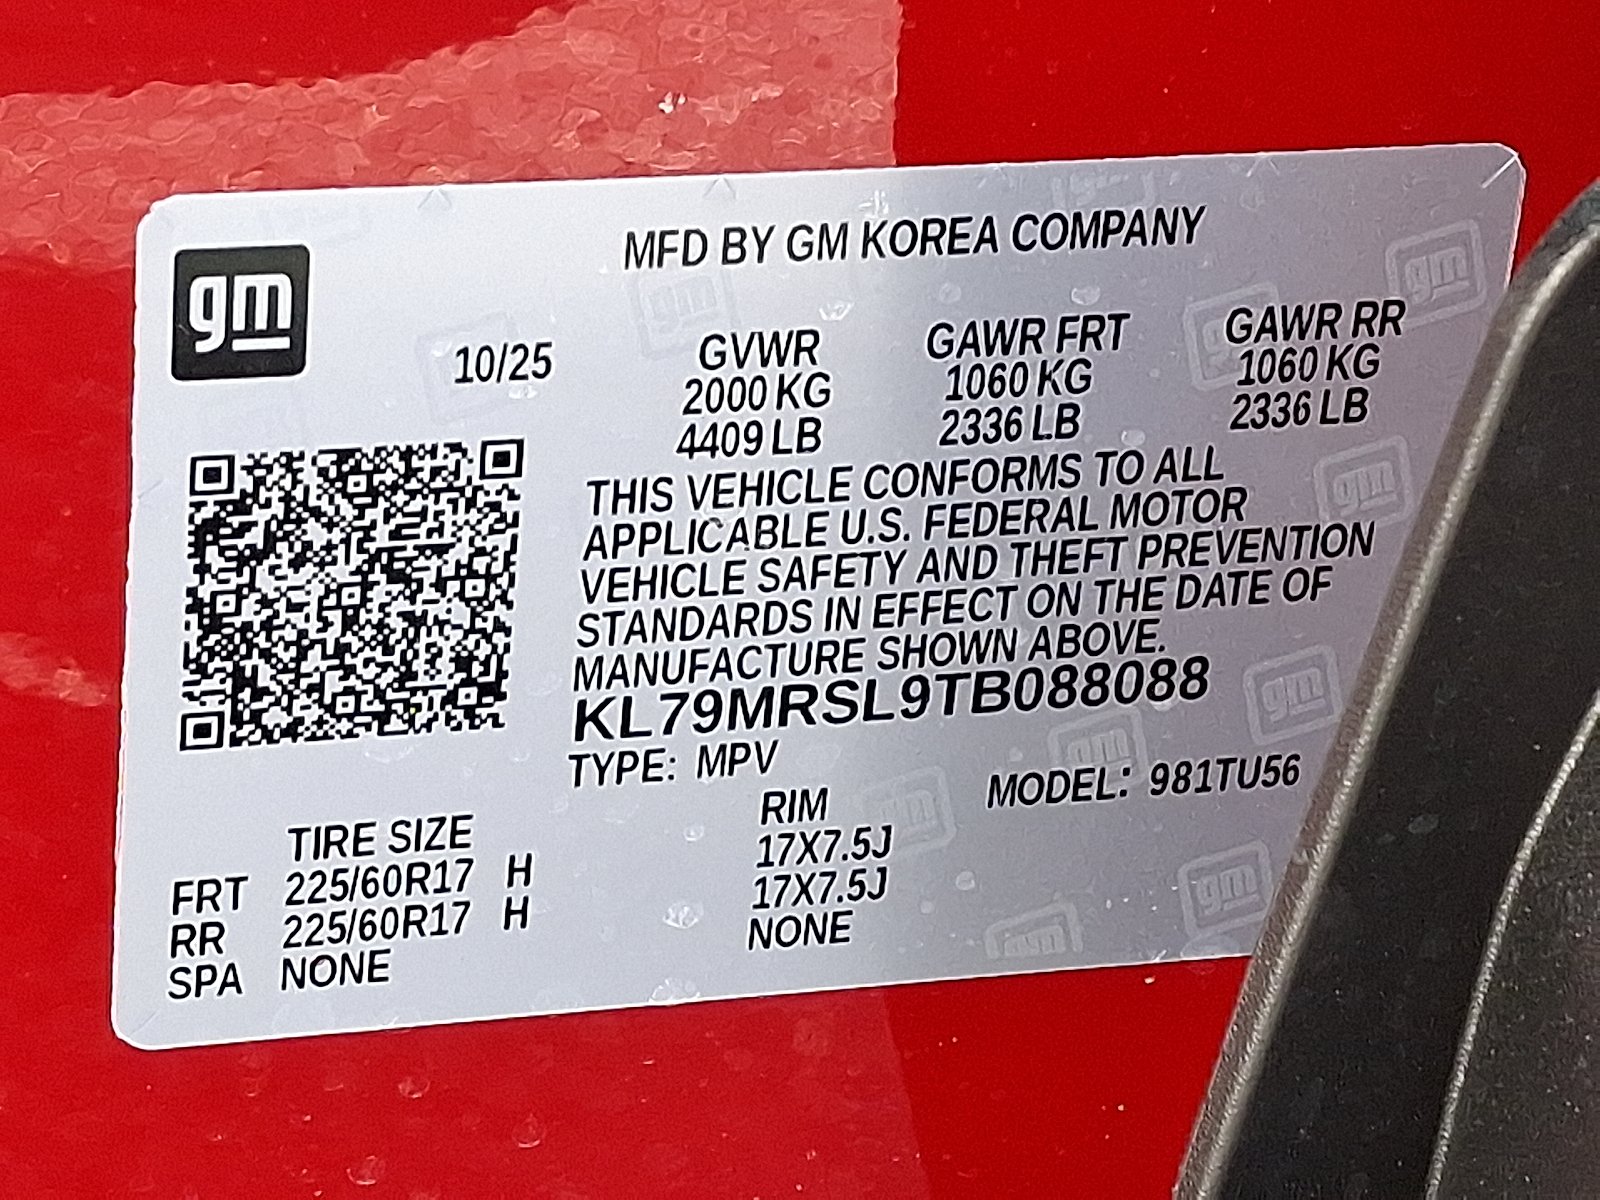 MFD BY GM KOREA COMPANY
gm
10/25
GVWR GAWR FRT GAWR RR
2000 KG 1060 KG 1060 KG
4409 LB 2336 LB 2336 LB
THIS VEHICLE CONFORMS TO ALL
APPLICABLE U.S. FEDERAL MOTOR
VEHICLE SAFETY AND THEFT PREVENTION
STANDARDS IN EFFECT ON THE DATE OF
MANUFACTURE SHOWN ABOVE.
KL79MRSL9TB088088
TYPE: MPV MODEL: 981TU56
TIRE SIZE RIM
FRT 225/60R17 H 17X7.5J
RR 225/60R17 H 17X7.5J
SPA NONE NONE